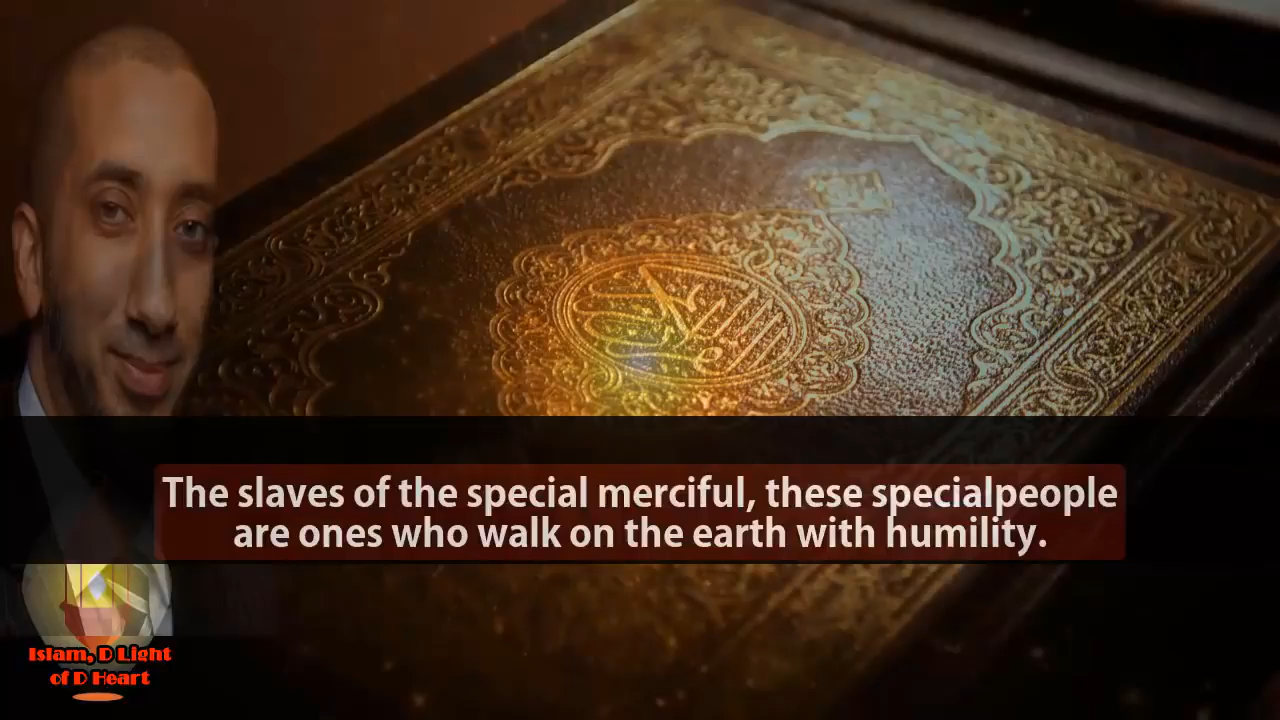 The slaves of the special merciful, these specialpeople
are ones who walk on the earth with humility.
Islam, D Light
of D Heart